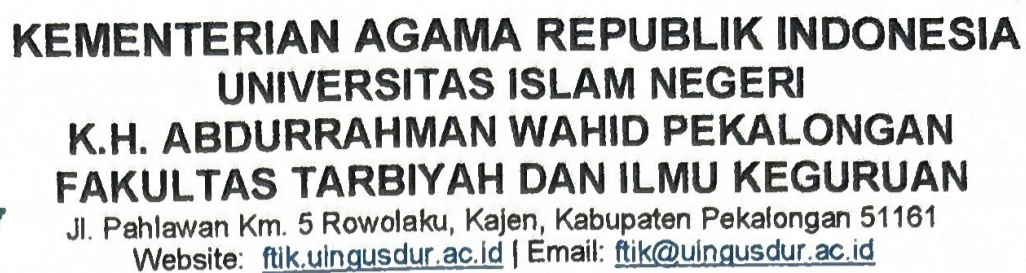 KEMENTERIAN AGAMA REPUBLIK INDONESIA
UNIVERSITAS ISLAM NEGERI
K.H. ABDURRAHMAN WAHID PEKALONGAN
FAKULTAS TARBIYAH DAN ILMU KEGURUAN
Jl. Pahlawan Km. 5 Rowolaku, Kajen, Kabupaten Pekalongan 51161
Website: ftik.uingusdur.ac.id | Email: ftik@uingusdur.ac.id